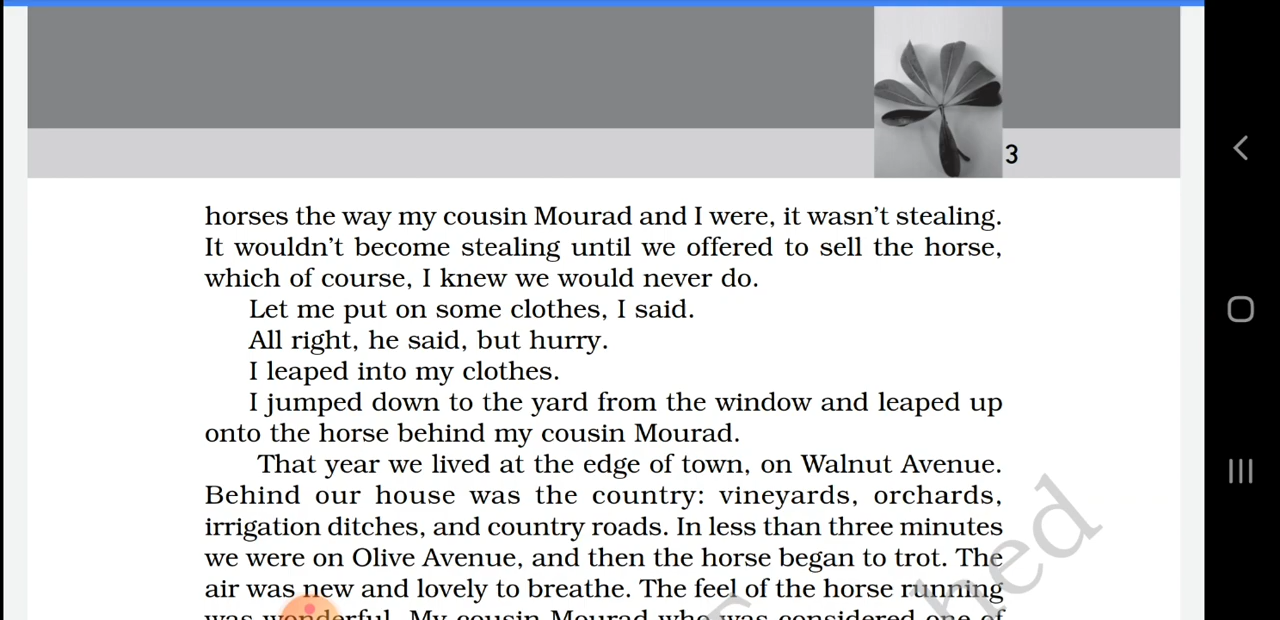 3
horses the way my cousin Mourad and I were, it wasn't stealing.
It wouldn't become stealing until we offered to sell the horse,
which of course, I knew we would never do.
Let me put on some clothes, I said.
All right, he said, but hurry.
I leaped into my clothes.
I jumped down to the yard from the window and leaped up
onto the horse behind my cousin Mourad.
That year we lived at the edge of town, on Walnut Avenue.
Behind our house was the country: vineyards, orchards,
irrigation ditches, and country roads. In less than three minutes
we were on Olive Avenue, and then the horse began to trot. The
air was new and lovely to breathe. The feel of the horse running
was wonderful. My cousin Mourad who was considered one of
hed